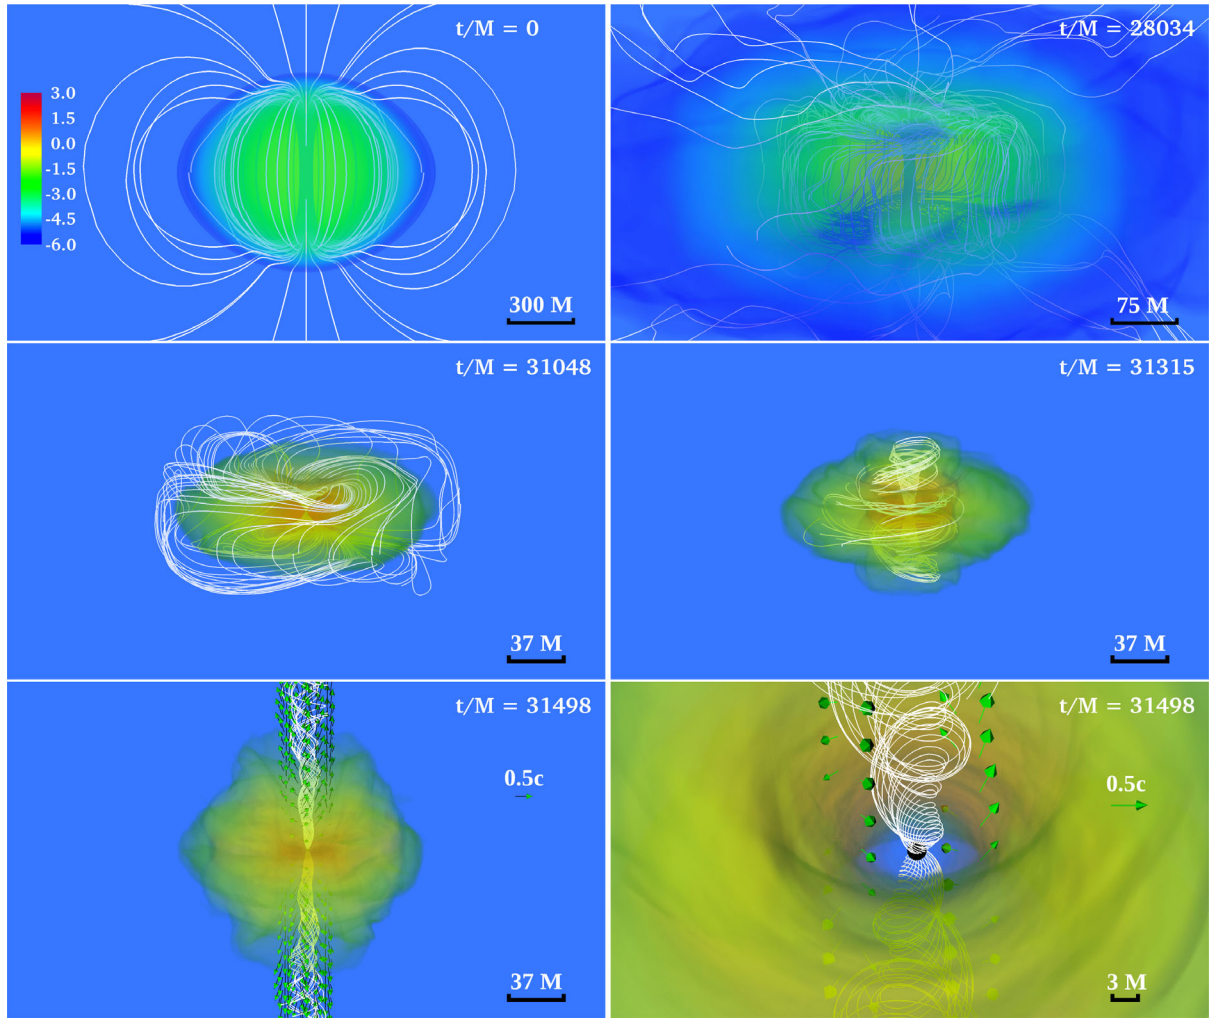 t/M = 0
3.0
1.5
0.0
-1.5
-3.0
-4.5
-6.0
300 M
t/M = 28034
75 M
t/M = 31048
37 M
t/M = 31315
37 M
t/M = 31498
0.5c
37 M
t/M = 31498
0.5c
3 M